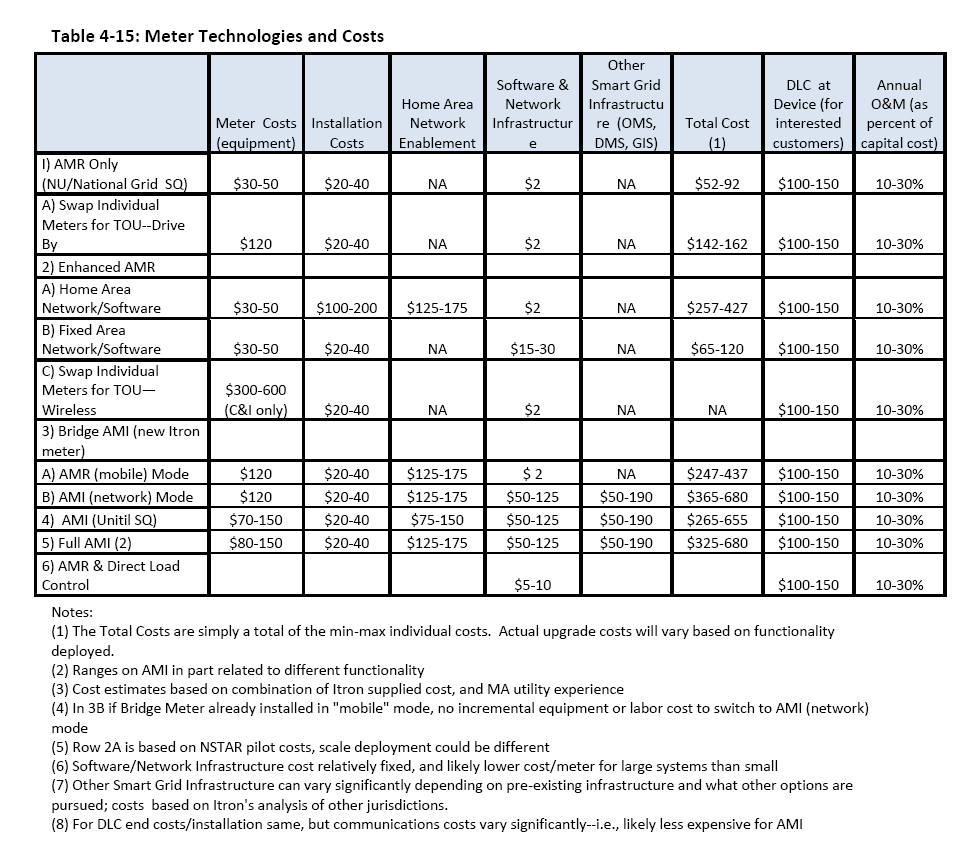 Table 4-15: Meter Technologies and Costs
Meter Costs (equipment)
Installation Costs
Home Area Network Enablement
Software & Network Infrastructur e
Other Smart Grid Infrastructu re (OMS, DMS, GIS)
Total Cost (1)
DLC at Device (for interested customers)
Annual O&M (as percent of capital cost)
I) AMR Only
(NU/National Grid SQ) $30-50 $20-40 NA $2 NA $52-92 $100-150 10-30%
A) Swap Individual
Meters for TOU--Drive
By $120 $20-40 NA $2 NA $142-162 $100-150 10-30%
2) Enhanced AMR
A) Home Area
Network/Software $30-50 $100-200 $125-175 $2 NA $257-427 $100-150 10-30%
B) Fixed Area
Network/Software $30-50 $20-40 NA $15-30 NA $65-120 $100-150 10-30%
C) Swap Individual
Meters for TOU— $300-600
Wireless (C&I only) $20-40 NA $2 NA NA $100-150 10-30%
3) Bridge AMI (new Itron
meter)
A) AMR (mobile) Mode $120 $20-40 $125-175 $ 2 NA $247-437 $100-150 10-30%
B) AMI (network) Mode $120 $20-40 $125-175 $50-125 $50-190 $365-680 $100-150 10-30%
4) AMI (Unitil SQ) $70-150 $20-40 $75-150 $50-125 $50-190 $265-655 $100-150 10-30%
5) Full AMI (2) $80-150 $20-40 $125-175 $50-125 $50-190 $325-680 $100-150 10-30%
6) AMR & Direct Load
Control $5-10 $100-150 10-30%
Notes:
(1) The Total Costs are simply a total of the min-max individual costs. Actual upgrade costs will vary based on functionality
deployed.
(2) Ranges on AMI in part related to different functionality
(3) Cost estimates based on combination of Itron supplied cost, and MA utility experience
(4) In 3B if Bridge Meter already installed in "mobile" mode, no incremental equipment or labor cost to switch to AMI (network)
mode
(5) Row 2A is based on NSTAR pilot costs, scale deployment could be different
(6) Software/Network Infrastructure cost relatively fixed, and likely lower cost/meter for large systems than small
(7) Other Smart Grid Infrastructure can vary significantly depending on pre-existing infrastructure and what other options are
pursued; costs based on Itron's analysis of other jurisdictions.
(8) For DLC end costs/installation same, but communications costs vary significantly--i.e., likely less expensive for AMI